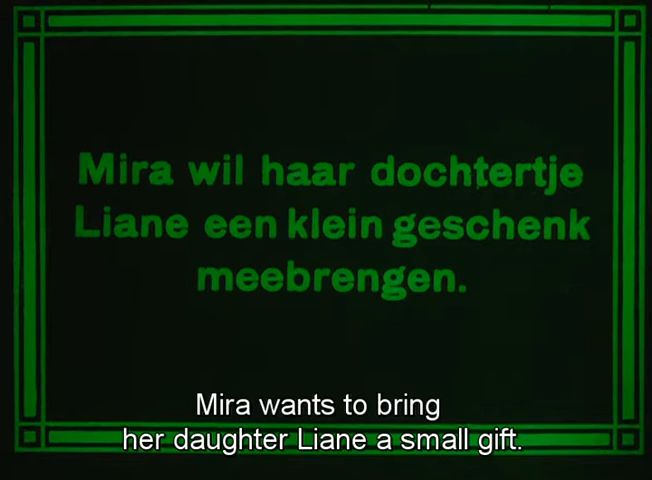 Mira wil haar dochtertje
Liane een klein geschenk
meebrengen.
Mira wants to bring
her daughter Liane a small gift.